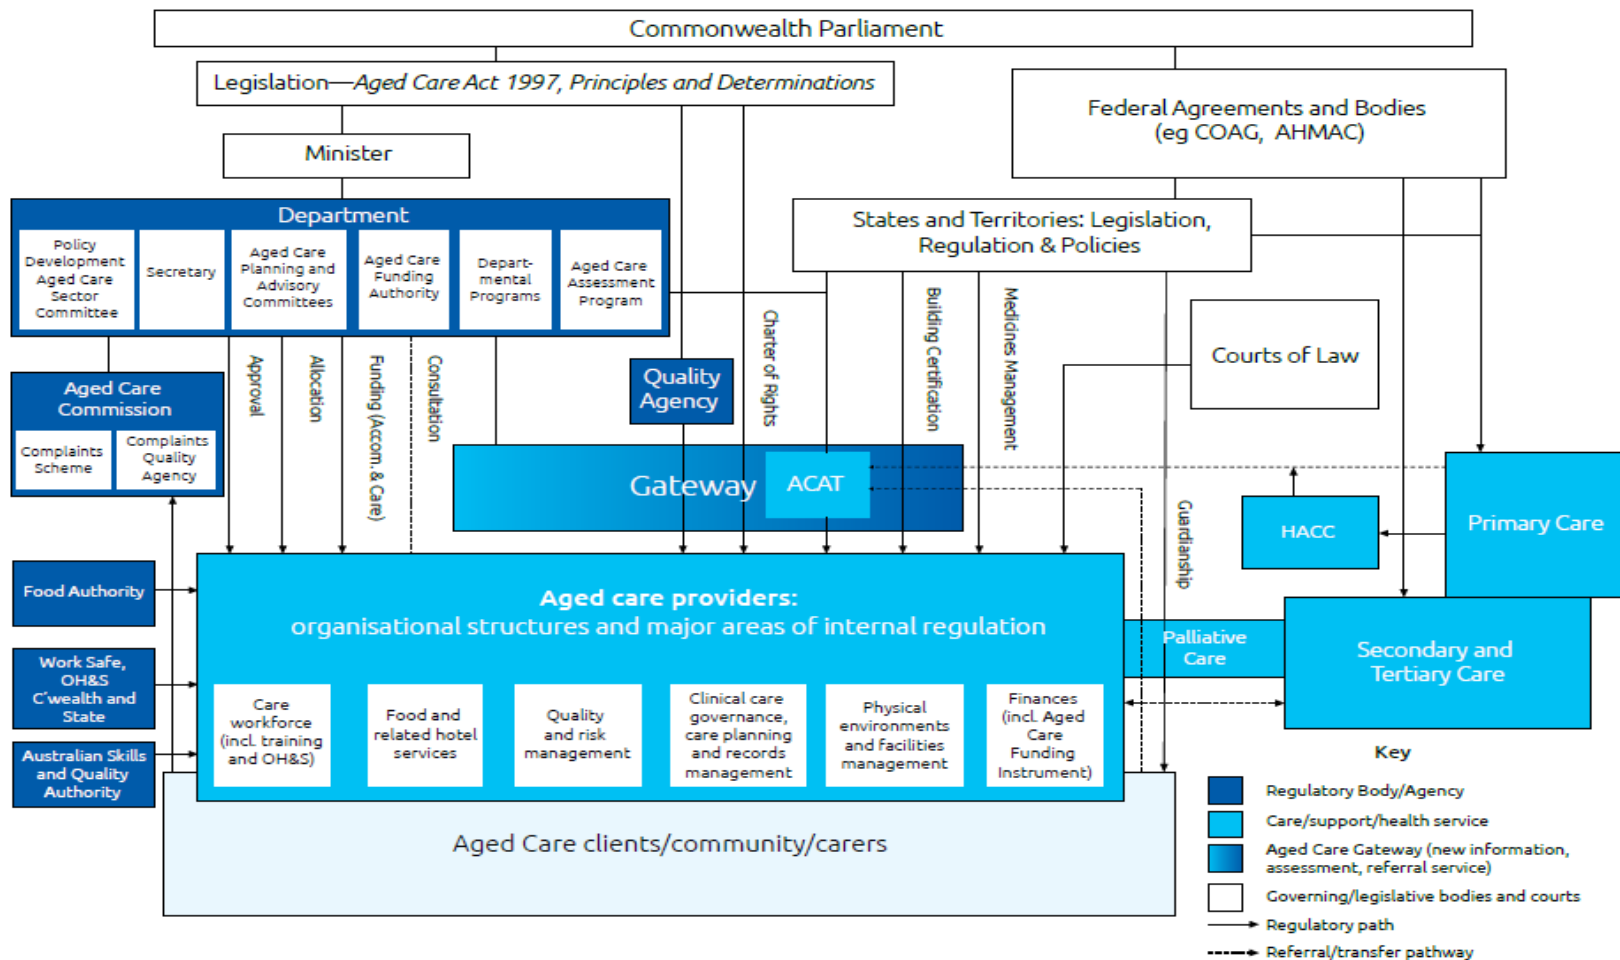 Commonwealth Parliament
Legislation—Aged Care Act 1997, Principles and Determinations
Federal Agreements and Bodies
(eg COAG, AHMAC)
Minister
Department
Policy
Development
Aged Care
Sector
Committee
Secretary
Aged Care
Planning and
Advisory
Committees
Aged Care
Funding
Authority
Depart-
mental
Programs
Aged Care
Assessment
Program
States and Territories: Legislation,
Regulation & Policies
Courts of Law
Aged Care
Commission
Complaints
Scheme
Complaints
Quality
Agency
Approval
Allocation
Funding (Accom. & Care)
Consultation
Quality
Agency
Charter of Rights
Building Certification
Medicines Management
Guardianship
Gateway
ACAT
HACC
Primary Care
Food Authority
Work Safe,
OH&S
C'wealth and
State
Australian Skills
and Quality
Authority
Aged care providers:
organisational structures and major areas of internal regulation
Care
workforce
(incl. training
and OH&S)
Food and
related hotel
services
Quality
and risk
management
Clinical care
governance,
care planning
and records
management
Physical
environments
and facilities
management
Finances
(incl. Aged
Care
Funding
Instrument)
Palliative
Care
Secondary and
Tertiary Care
Aged Care clients/community/carers
Key
Regulatory Body/Agency
Care/support/health service
Aged Care Gateway (new information,
assessment, referral service)
Governing/legislative bodies and courts
Regulatory path
Referral/transfer pathway